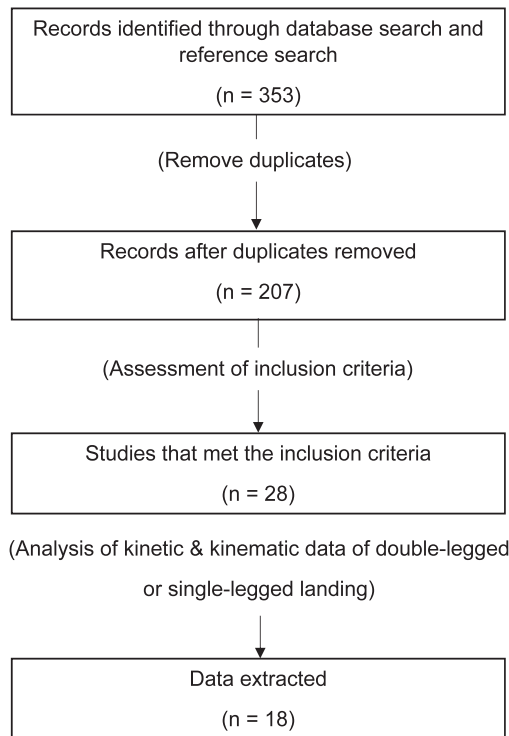 Records identified through database search and
reference search
(n = 353)
(Remove duplicates)
Records after duplicates removed
(n = 207)
(Assessment of inclusion criteria)
Studies that met the inclusion criteria
(n = 28)
(Analysis of kinetic & kinematic data of double-legged
or single-legged landing)
Data extracted
(n = 18)